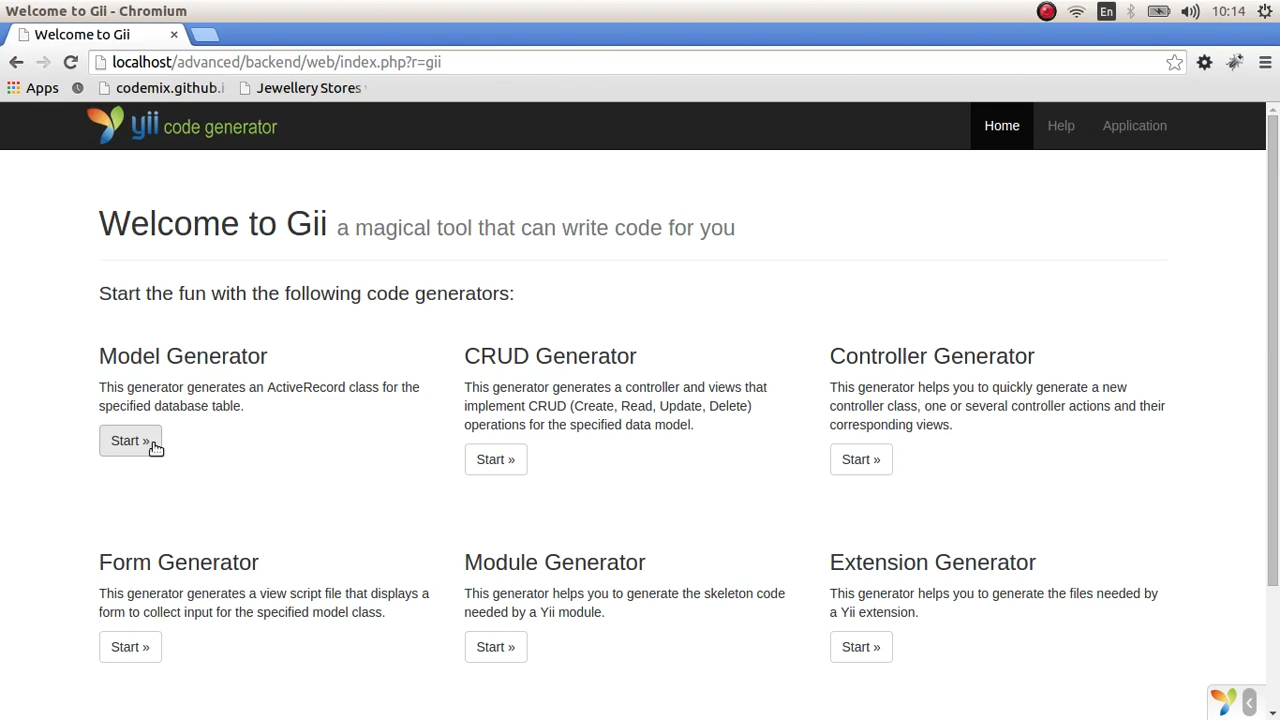 Welcome to Gii - Chromium
En
10:14
Welcome to Gii
localhost/advanced/backend/web/index.php?r=gii
Apps
codemix.github.i
Jewellery Stores
yii code generator
Home
Help
Application
Welcome to Gii a magical tool that can write code for you
Start the fun with the following code generators:
Model Generator
This generator generates an ActiveRecord class for the
specified database table.
Start »
CRUD Generator
This generator generates a controller and views that
implement CRUD (Create, Read, Update, Delete)
operations for the specified data model.
Start »
Controller Generator
This generator helps you to quickly generate a new
controller class, one or several controller actions and their
corresponding views.
Start »
Form Generator
This generator generates a view script file that displays a
form to collect input for the specified model class.
Start »
Module Generator
This generator helps you to generate the skeleton code
needed by a Yii module.
Start »
Extension Generator
This generator helps you to generate the files needed by
a Yii extension.
Start »